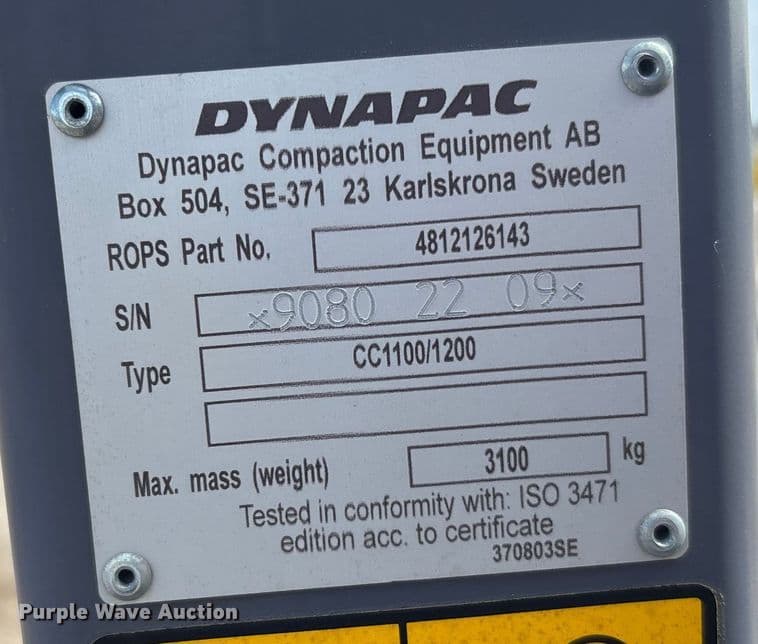 DYNAPAC
Dynapac Compaction Equipment AB
Box 504, SE-371 23 Karlskrona Sweden
ROPS Part No. 4812126143
S/N x9080 22 09x
Type CC1100/1200
Max. mass (weight) 3100 kg
Tested in conformity with: ISO 3471
edition acc. to certificate
370803SE
Purple Wave Auction